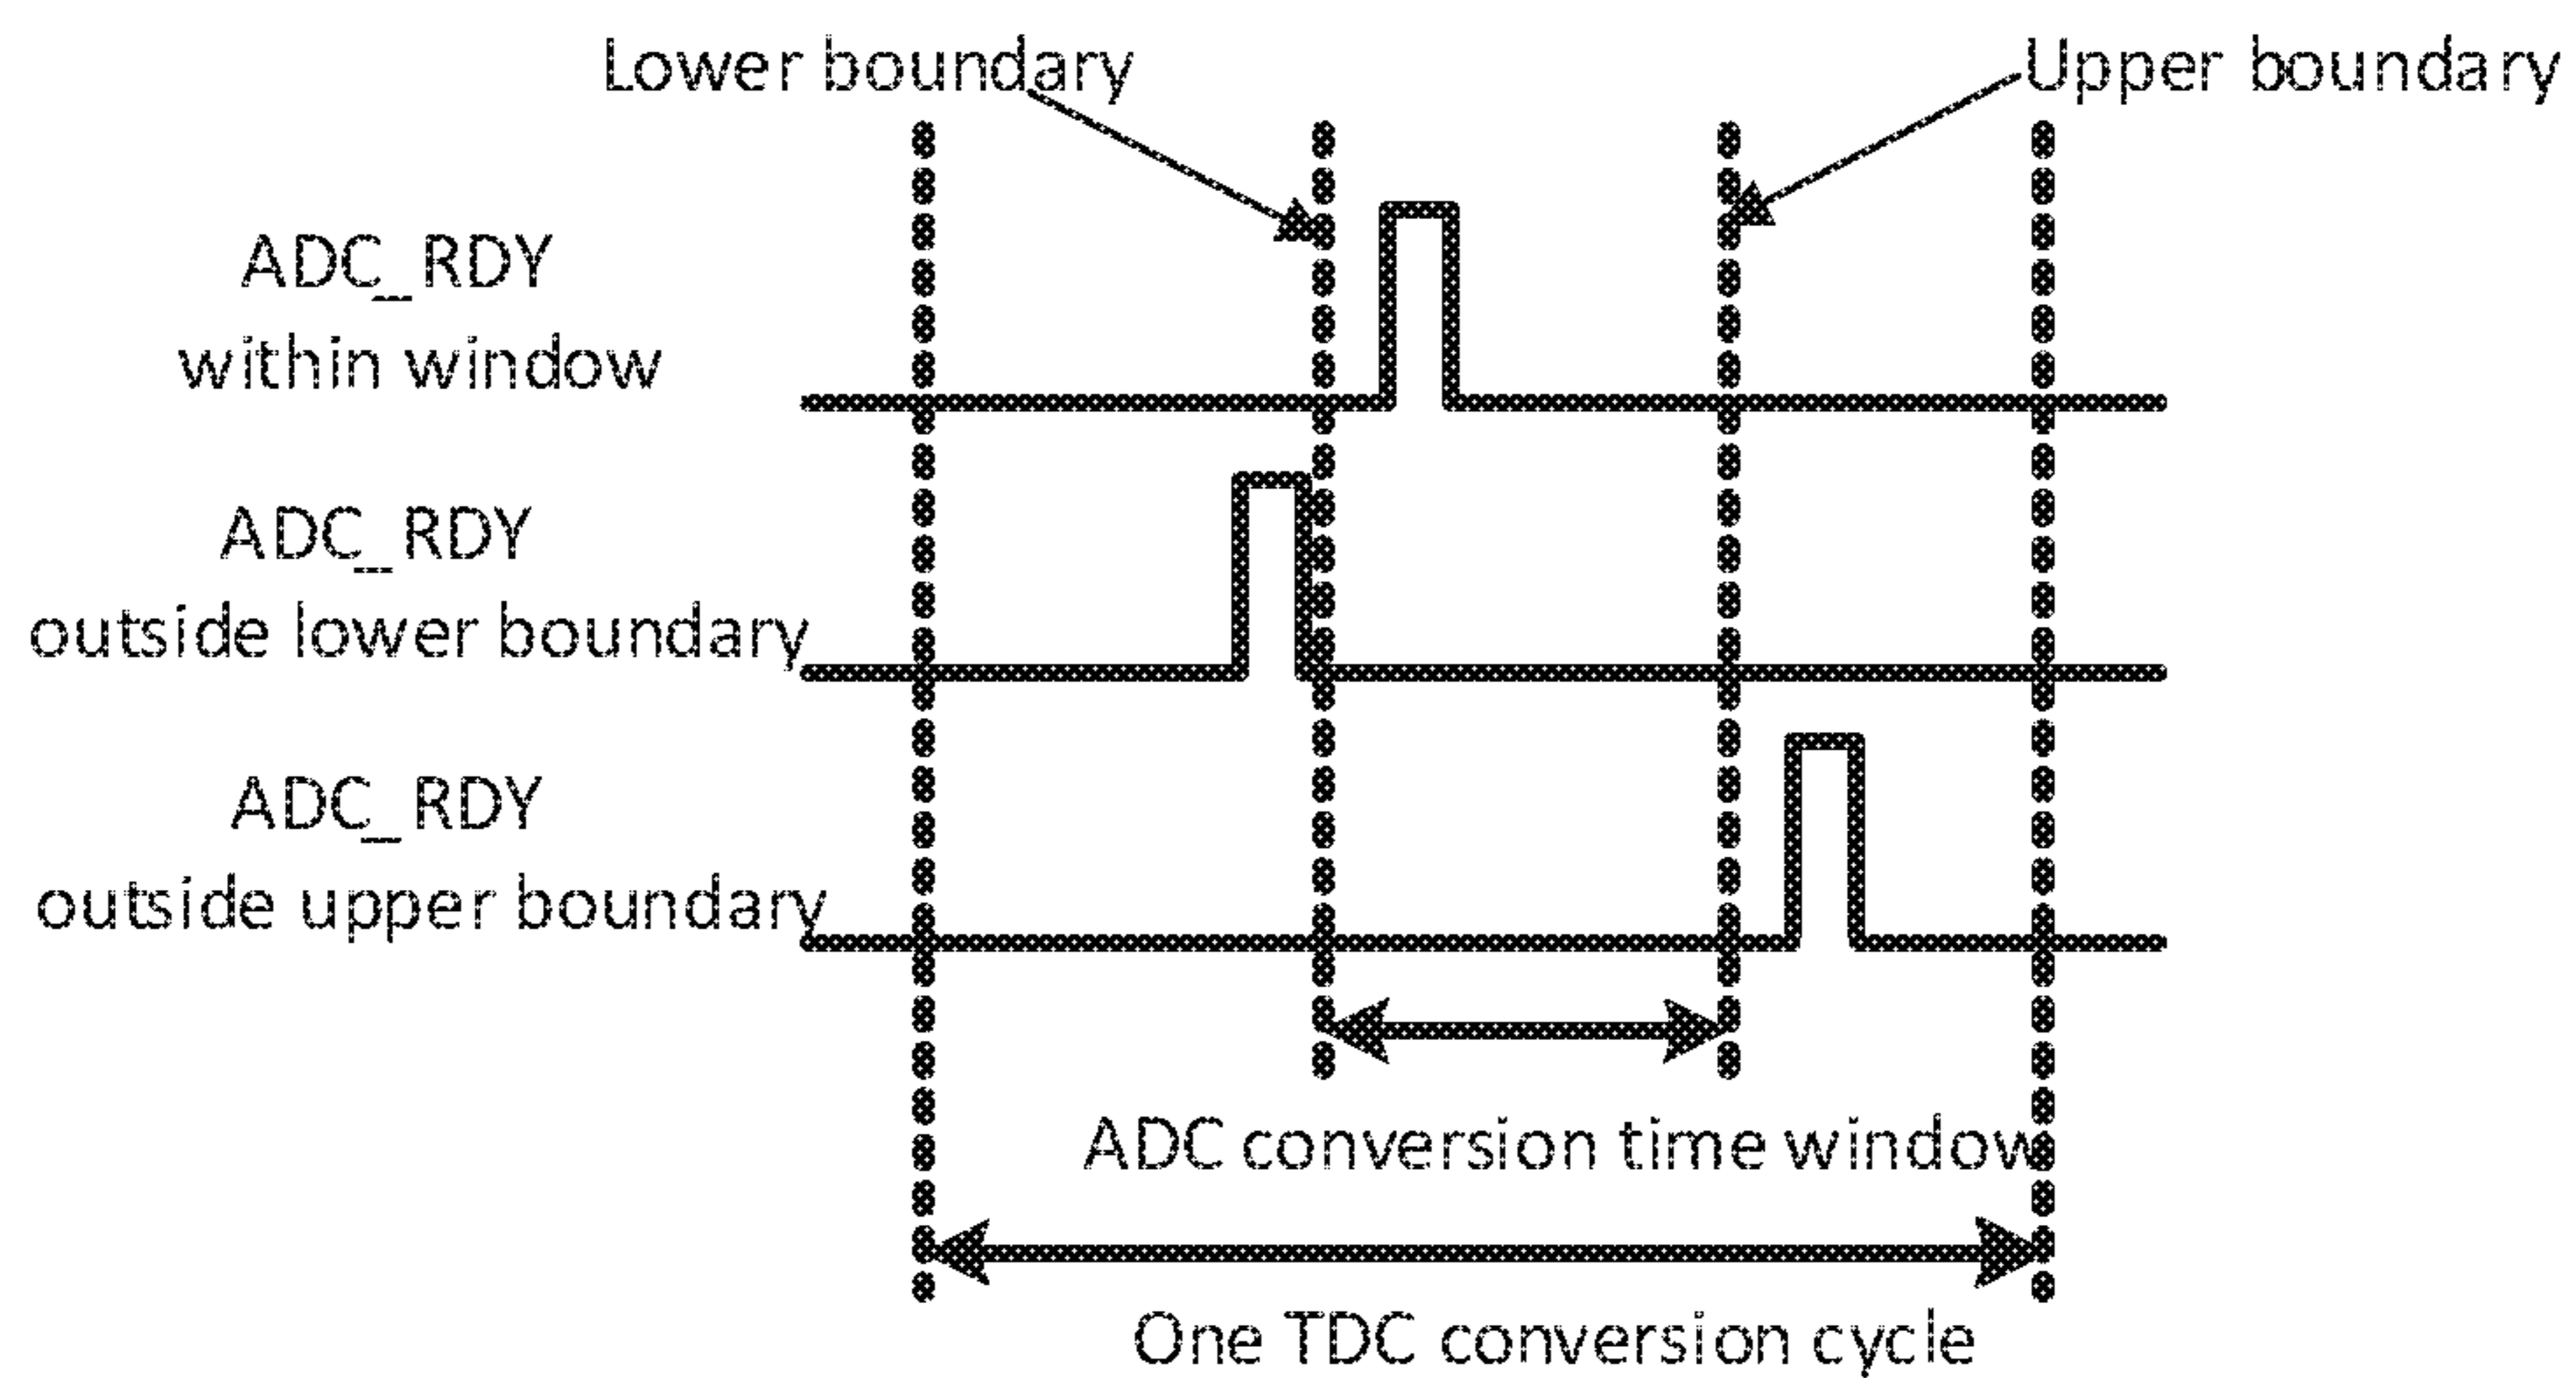 Lower boundary
Upper boundary
ADC_RDY
within window
ADC_RDY
outside lower boundary
ADC_RDY
outside upper boundary
ADC conversion time window
One TDC conversion cycle